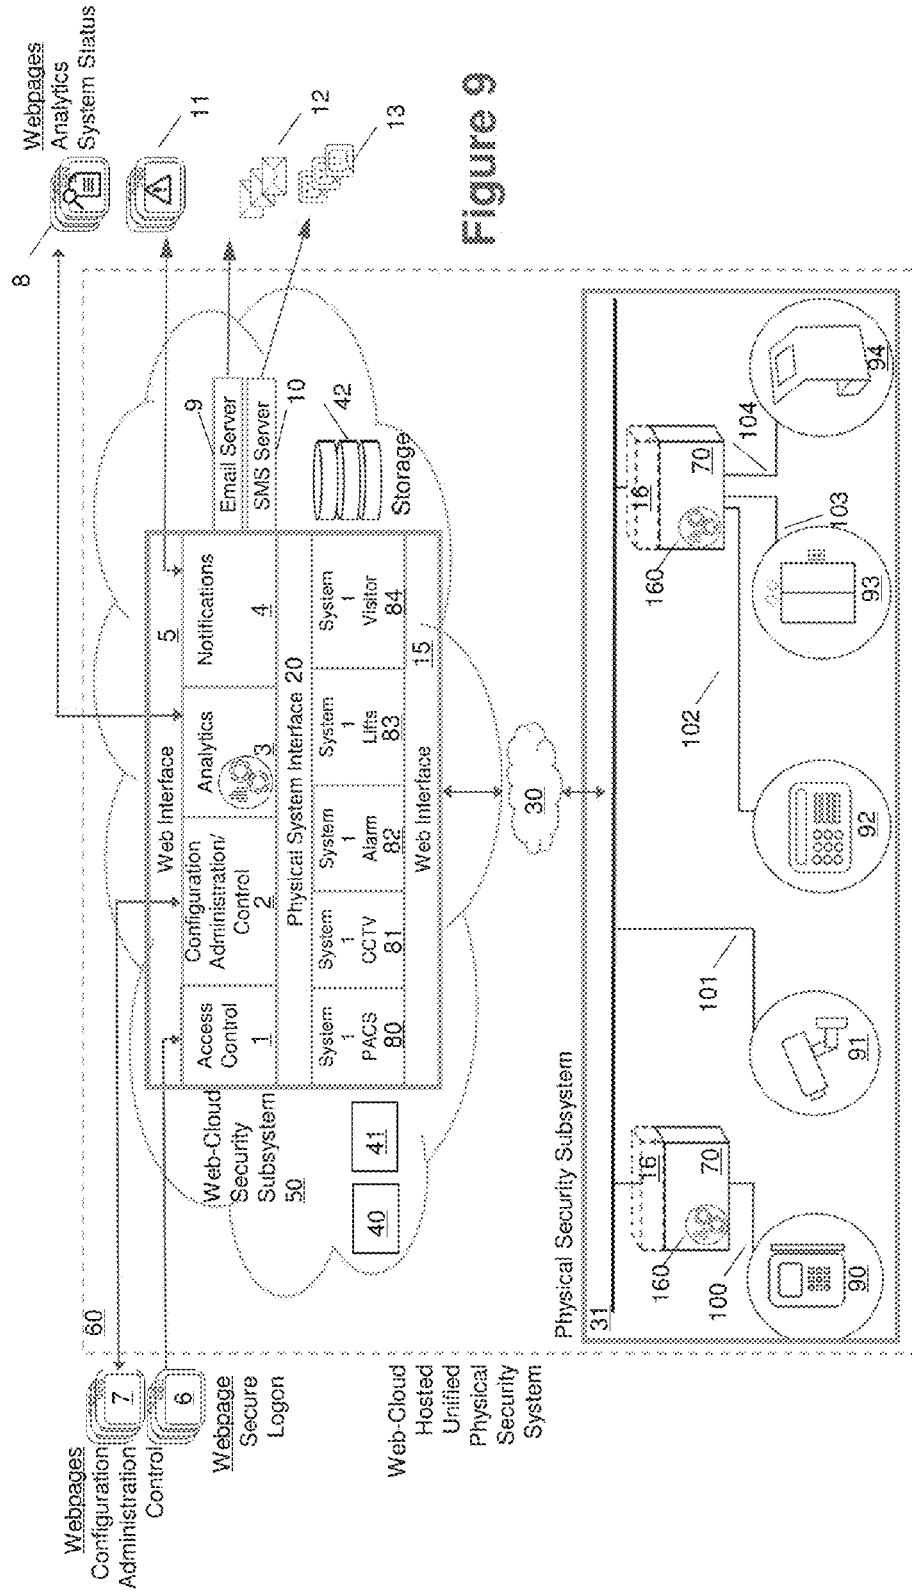 Webpages
Configuration
Administration
Control
7
6
Webpage
Secure
Logon
Web-Cloud
Hosted
Unified
Physical
Security
System
60
Web-Cloud
Security
Subsystem
50
40
41
Web Interface
5
Access
Control
1
Configuration
Administration/
Control
2
Analytics
3
Notifications
4
Physical System Interface 20
System
1
PACS
80
System
1
CCTV
81
System
1
Alarm
82
System
1
Lifts
83
System
1
Visitor
84
Web Interface
15
9
Email Server
SMS Server
10
42
Storage
Webpages
Analytics
System Status
8
11
12
13
30
Physical Security Subsystem
31
16
70
160
100
90
101
91
102
92
16
70
160
103
93
104
94
Figure 9